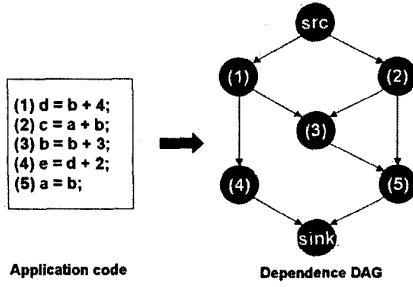 src
(1)
(2)
(1) d = b + 4;
(2) c = a + b;
(3) b = b + 3;
(4) e = d + 2;
(5) a = b;
(3)
(4)
(5)
sink
Application code
Dependence DAG